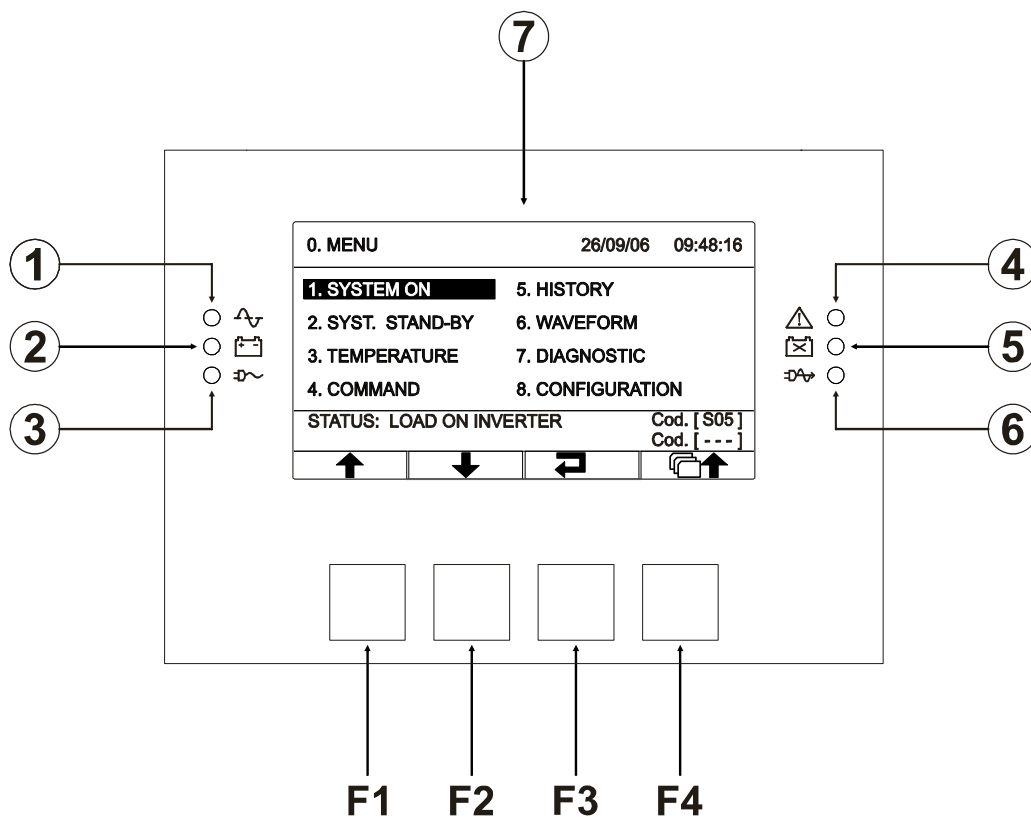 7
0. MENU 26/09/06 09:48:16
1. SYSTEM ON 5. HISTORY
2. SYST. STAND-BY 6. WAVEFORM
3. TEMPERATURE 7. DIAGNOSTIC
4. COMMAND 8. CONFIGURATION
STATUS: LOAD ON INVERTER Cod. [ S05 ]
Cod. [ - - - ]
1
2
3
4
5
6
F1 F2 F3 F4